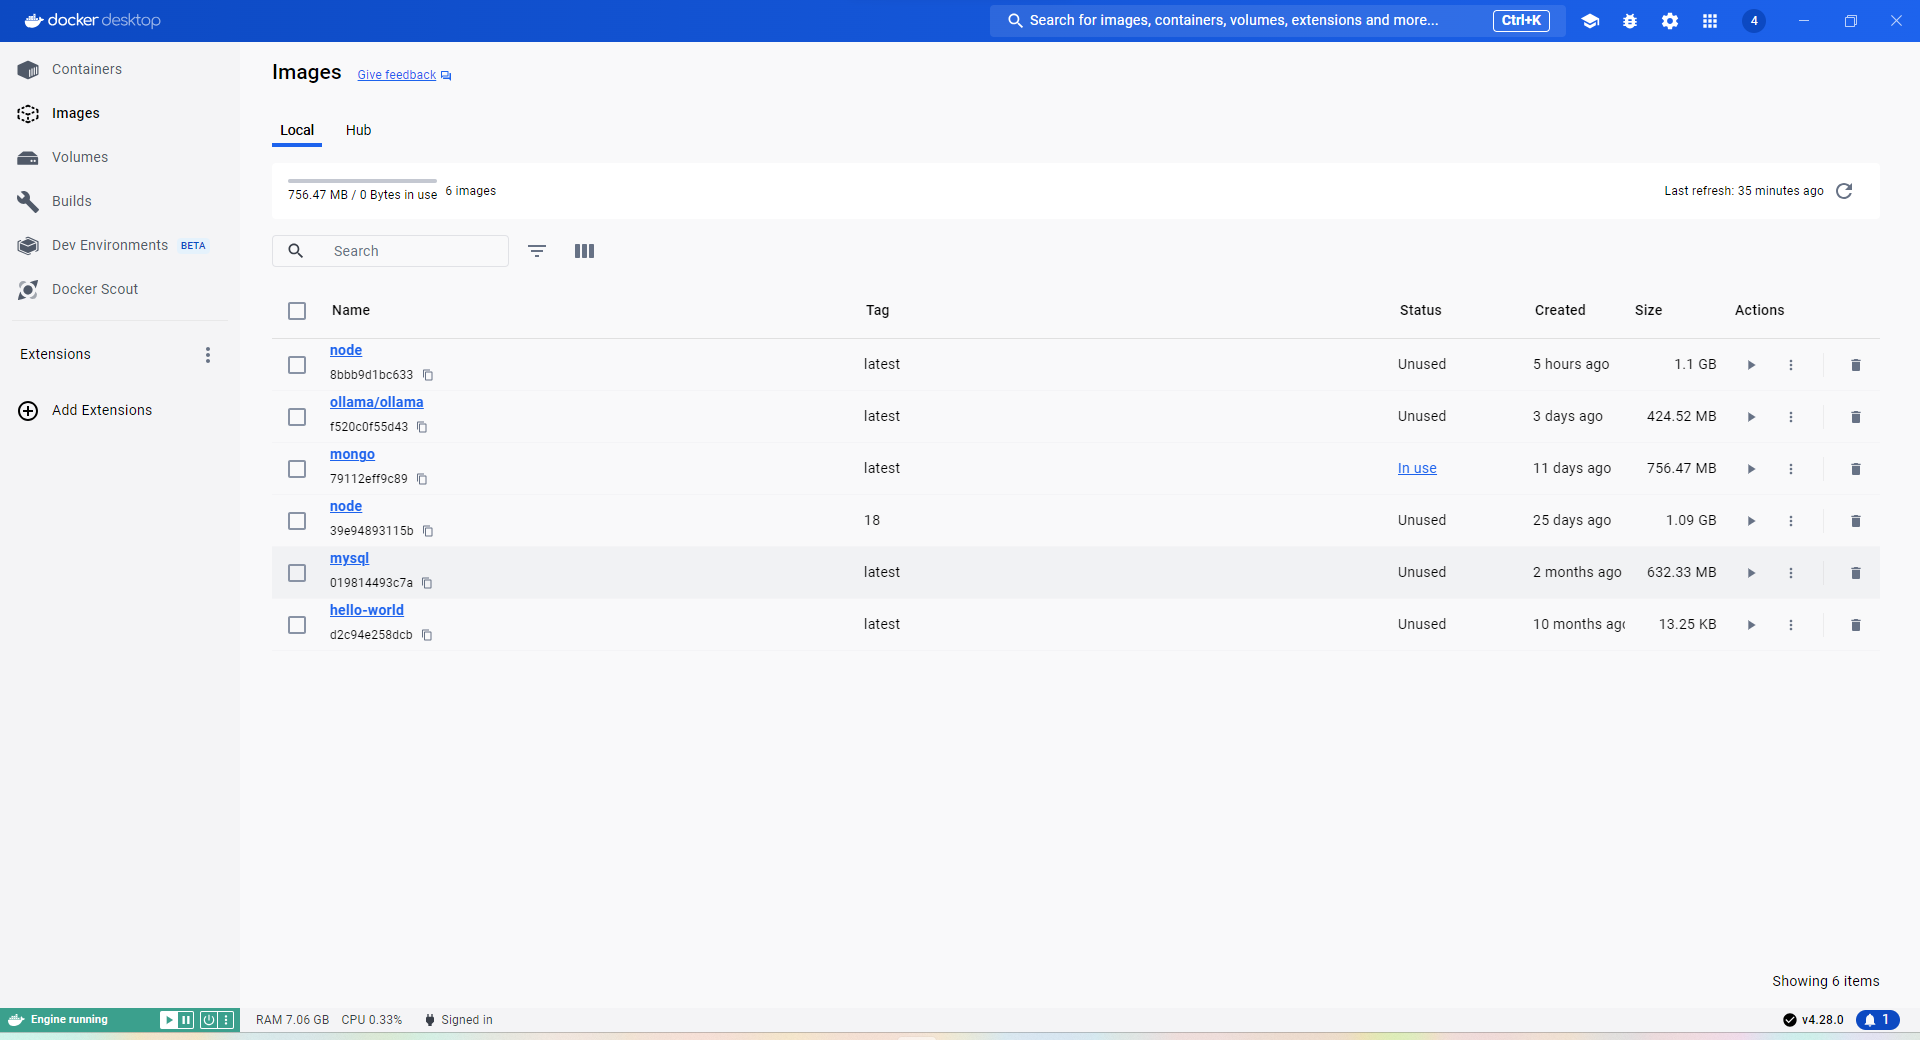 docker desktop
Search for images, containers, volumes, extensions and more... Ctrl+K
4
Containers
Images
Volumes
Builds
Dev Environments BETA
Docker Scout
Extensions
Add Extensions
Images Give feedback
Local Hub
756.47 MB / 0 Bytes in use 6 images
Last refresh: 35 minutes ago
Search
Name Tag Status Created Size Actions
node
8bbb9d1bc633
latest Unused 5 hours ago 1.1 GB
ollama/ollama
f520c0f55d43
latest Unused 3 days ago 424.52 MB
mongo
79112eff9c89
latest In use 11 days ago 756.47 MB
node
39e94893115b
18 Unused 25 days ago 1.09 GB
mysql
019814493c7a
latest Unused 2 months ago 632.33 MB
hello-world
d2c94e258dcb
latest Unused 10 months ago 13.25 KB
Showing 6 items
Engine running
RAM 7.06 GB CPU 0.33% Signed in
v4.28.0 1